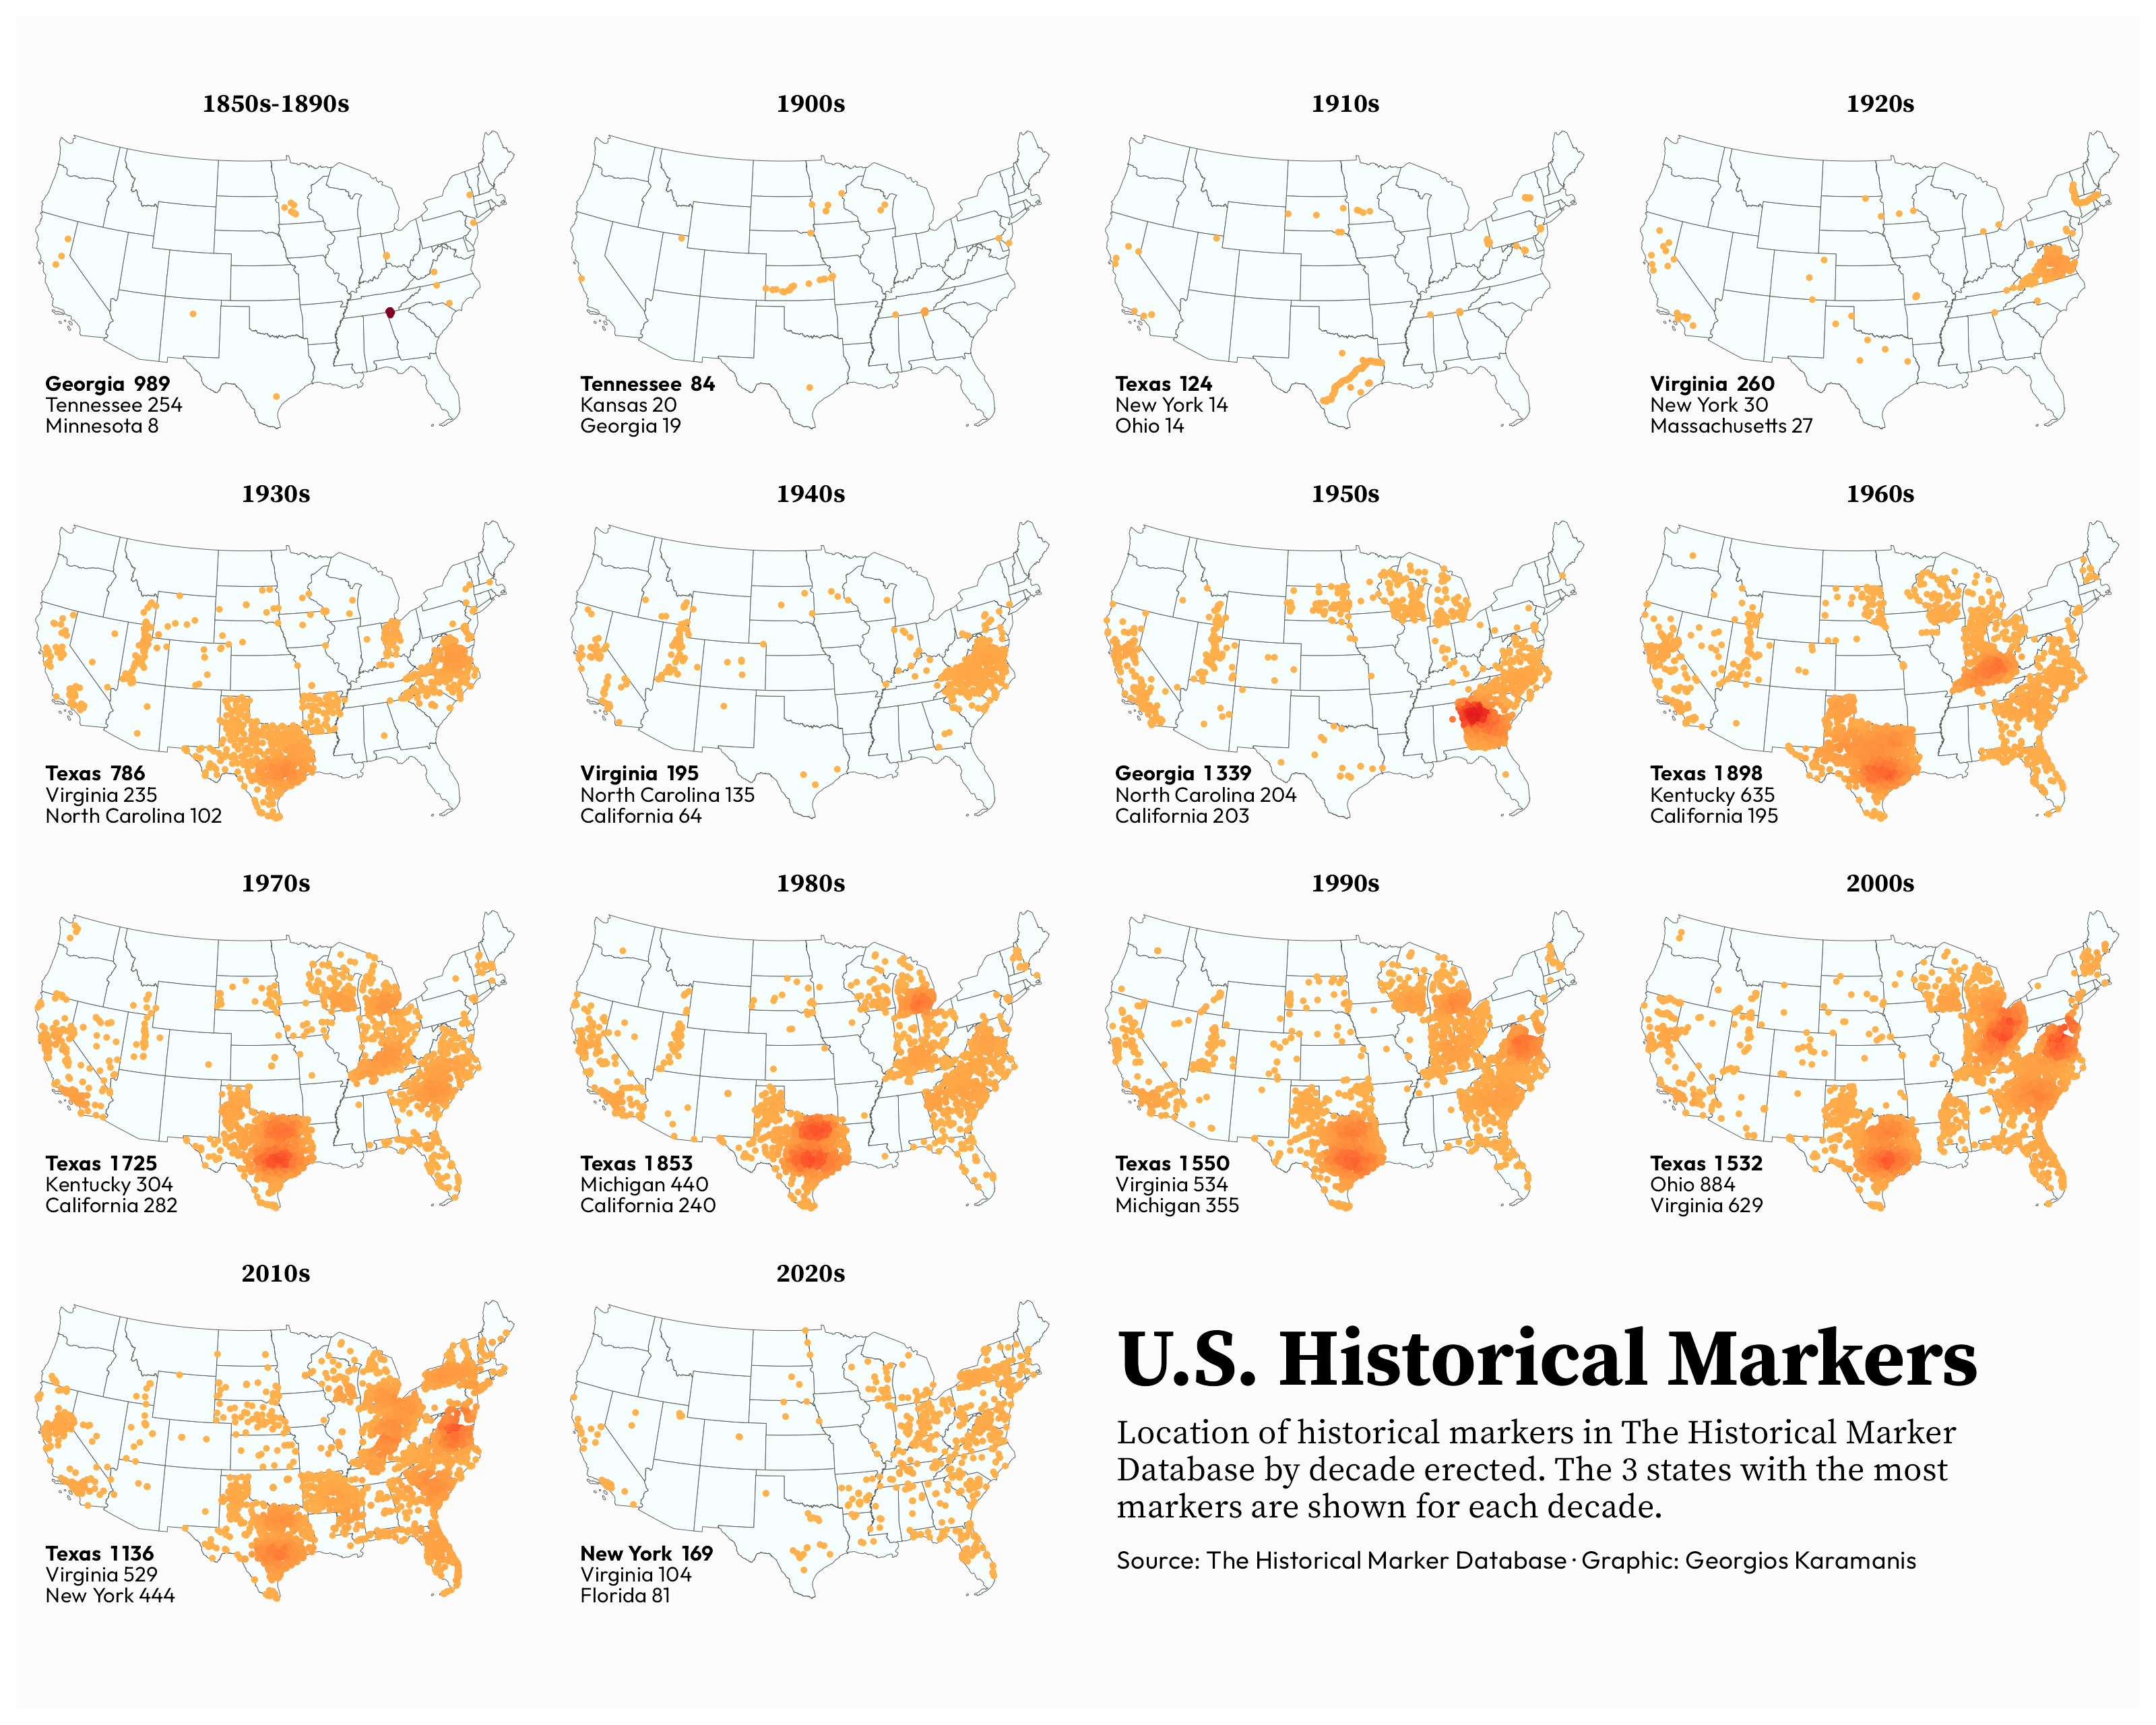 1850s-1890s
Georgia 989
Tennessee 254
Minnesota 8
1900s
Tennessee 84
Kansas 20
Georgia 19
1910s
Texas 124
New York 14
Ohio 14
1920s
Virginia 260
New York 30
Massachusetts 27
1930s
Texas 786
Virginia 235
North Carolina 102
1940s
Virginia 195
North Carolina 135
California 64
1950s
Georgia 1339
North Carolina 204
California 203
1960s
Texas 1898
Kentucky 635
California 195
1970s
Texas 1725
Kentucky 304
California 282
1980s
Texas 1853
Michigan 440
California 240
1990s
Texas 1550
Virginia 534
Michigan 355
2000s
Texas 1532
Ohio 884
Virginia 629
2010s
Texas 1136
Virginia 529
New York 444
2020s
New York 169
Virginia 104
Florida 81
U.S. Historical Markers
Location of historical markers in The Historical Marker
Database by decade erected. The 3 states with the most
markers are shown for each decade.
Source: The Historical Marker Database · Graphic: Georgios Karamanis